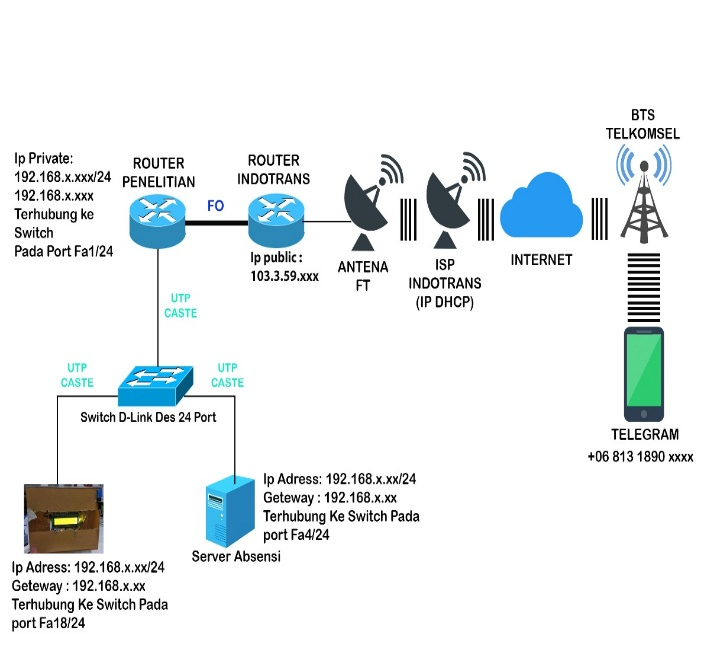 BTS
TELKOMSEL
Ip Private:
192.168.x.xxx/24
192.168.x.xxx
Terhubung ke
Switch
Pada Port Fa1/24
ROUTER
PENELITIAN
FO
ROUTER
INDOTRANS
Ip public :
103.3.59.xxx
ANTENA
FT
ISP
INDOTRANS
(IP DHCP)
INTERNET
UTP
CASTE
UTP
CASTE
UTP
CASTE
Switch D-Link Des 24 Port
TELEGRAM
+06 813 1890 xxxx
Ip Adress: 192.168.x.xx/24
Geteway : 192.168.x.xx
Terhubung Ke Switch Pada
port Fa4/24
Server Absensi
Ip Adress: 192.168.x.xx/24
Geteway : 192.168.x.xx
Terhubung Ke Switch Pada
port Fa18/24